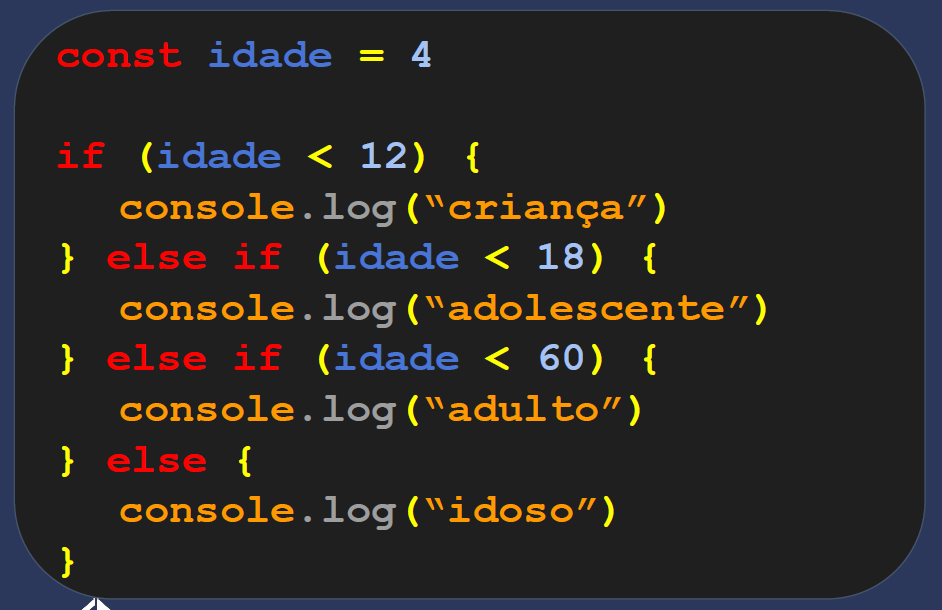 const idade = 4
if (idade < 12) {
console.log(“criança”)
} else if (idade < 18) {
console.log(“adolescente”)
} else if (idade < 60) {
console.log(“adulto”)
} else {
console.log(“idoso”)
}